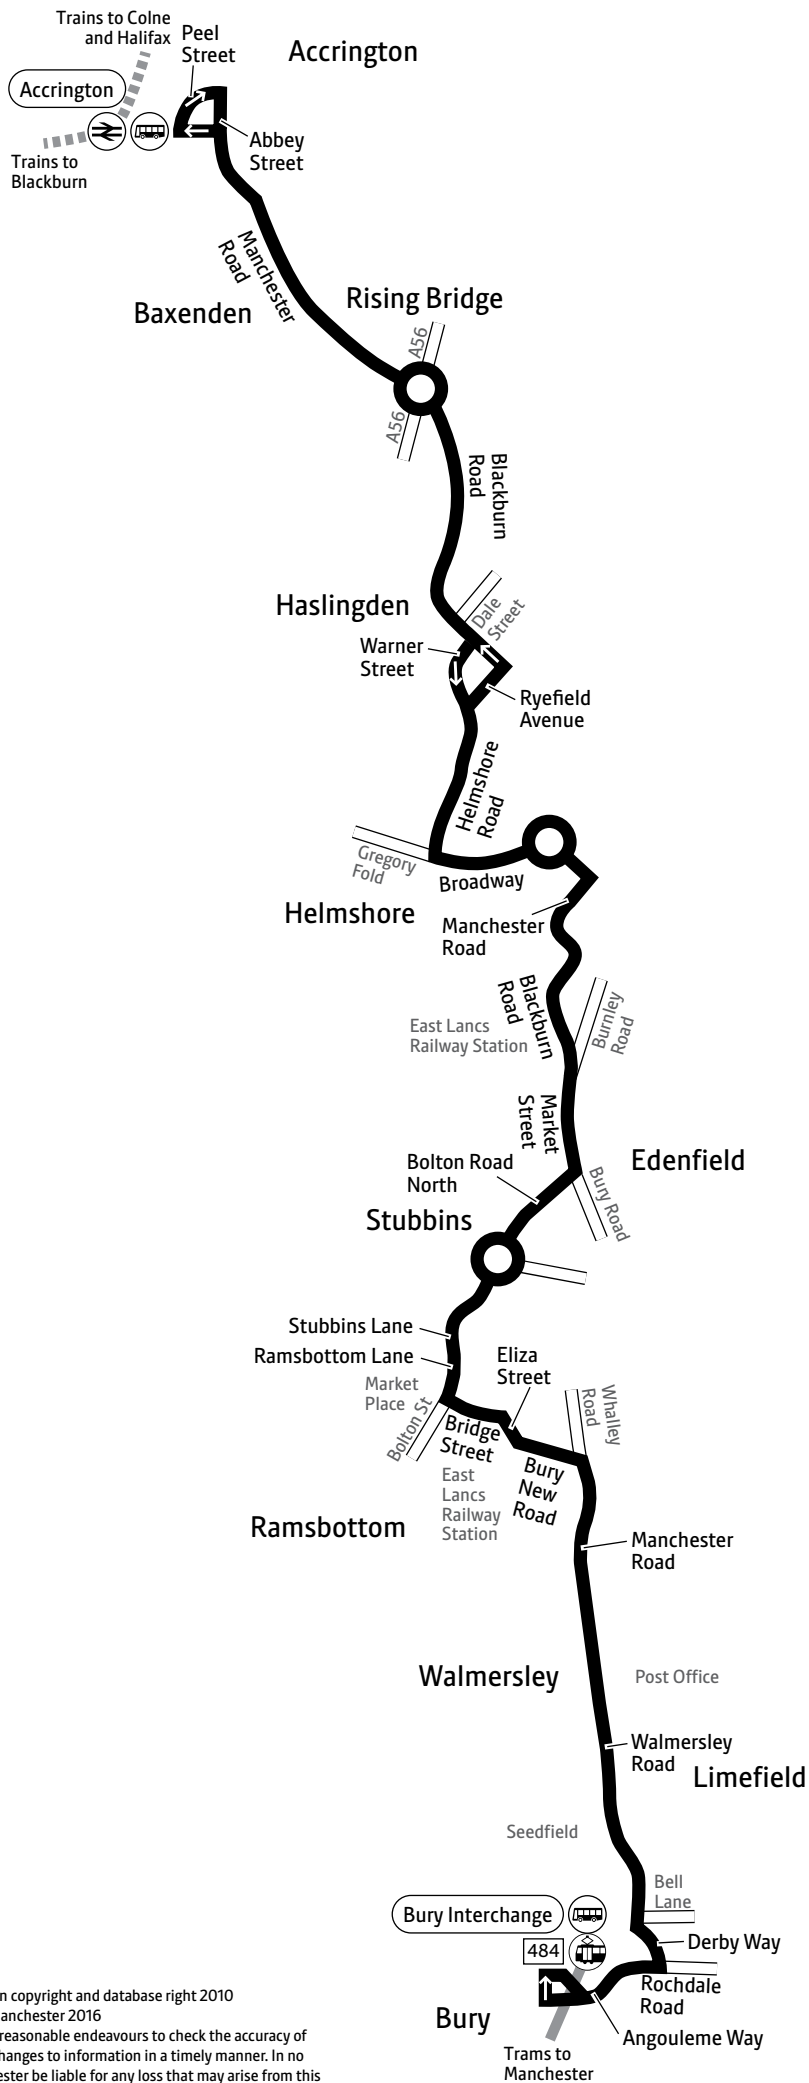 Trains to Colne
and Halifax
Peel
Street
Accrington
Accrington
Abbey
Street
Trains to
Blackburn
Manchester
Road
Baxenden
Rising Bridge
A56
A56
Blackburn
Road
Haslingden
Dale
Street
Warner
Street
Ryefield
Avenue
Helmshore
Road
Gregory
Fold
Broadway
Helmshore
Manchester
Road
Blackburn
Road
East Lancs
Railway Station
Burnley
Road
Market
Street
Edenfield
Bolton Road
North
Bury Road
Stubbins
Stubbins Lane
Ramsbottom Lane
Eliza
Street
Market
Place
Bolton St
Whalley
Road
Bridge
Street
East
Lancs
Railway
Station
Bury
New
Road
Ramsbottom
Manchester
Road
Walmersley
Post Office
Walmersley
Road
Limefield
Seedfield
Bell
Lane
Bury Interchange
484
Derby Way
Rochdale
Road
Bury
Angouleme Way
Trams to
Manchester
n copyright and database right 2010
anchester 2016
reasonable endeavours to check the accuracy of
hanges to information in a timely manner. In no
ester be liable for any loss that may arise from this